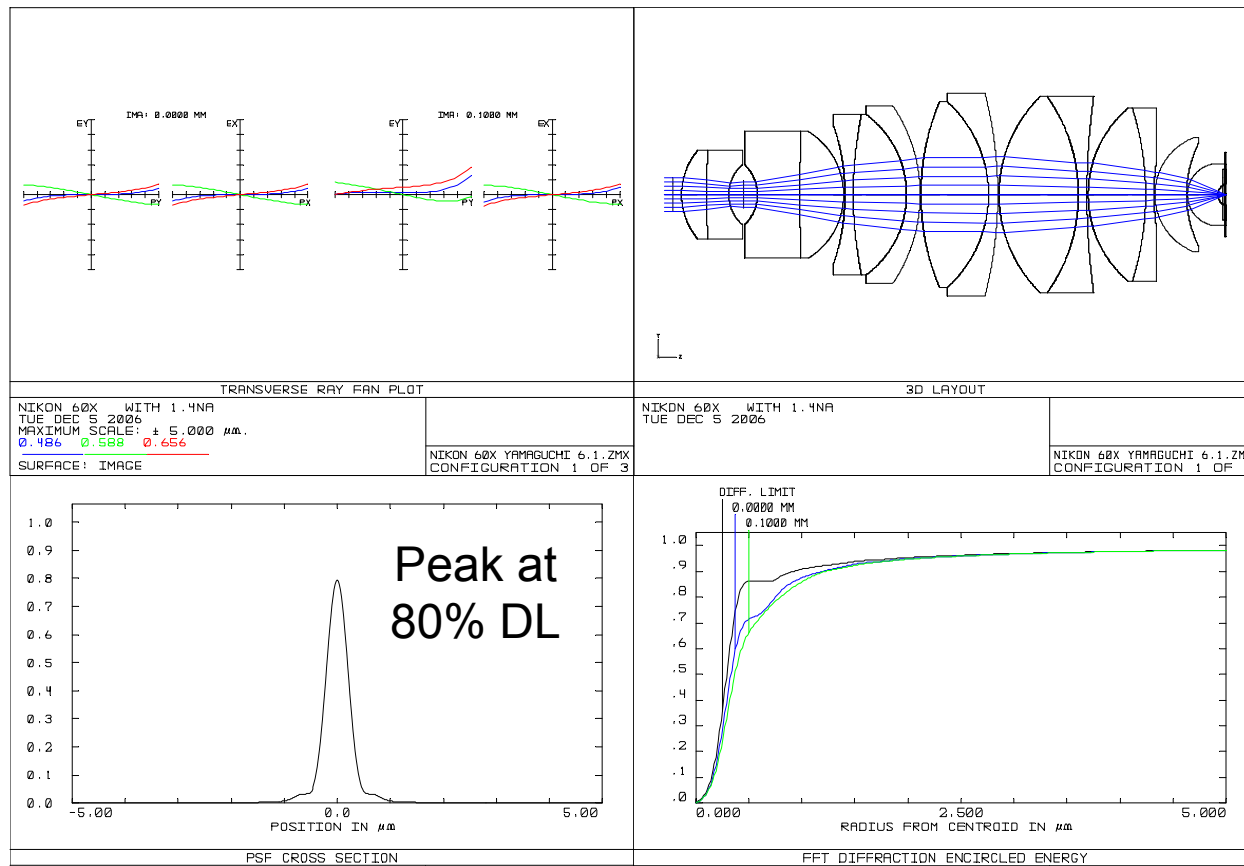 IMA: 0.0000 MM
IMA: 0.1000 MM
EY
EX
EY
EX
PY
PX
PY
PX
TRANSVERSE RAY FAN PLOT
NIKON 60X WITH 1.4NA
TUE DEC 5 2006
MAXIMUM SCALE: ± 5.000 µm.
0.486 0.588 0.656
SURFACE: IMAGE
NIKON 60X YAMAGUCHI 6.1.ZMX
CONFIGURATION 1 OF 3
Y
Z
3D LAYOUT
NIKON 60X WITH 1.4NA
TUE DEC 5 2006
NIKON 60X YAMAGUCHI 6.1.ZM
CONFIGURATION 1 OF
1.0
0.9
0.8
0.7
0.6
0.5
0.4
0.3
0.2
0.1
0.0
Peak at
80% DL
-5.00 0.0 5.00
POSITION IN µm
PSF CROSS SECTION
DIFF. LIMIT
0.0000 MM
0.1000 MM
1.0
.9
.8
.7
.6
.5
.4
.3
.2
.1
.0
0.000 2.500 5.000
RADIUS FROM CENTROID IN µm
FFT DIFFRACTION ENCIRCLED ENERGY